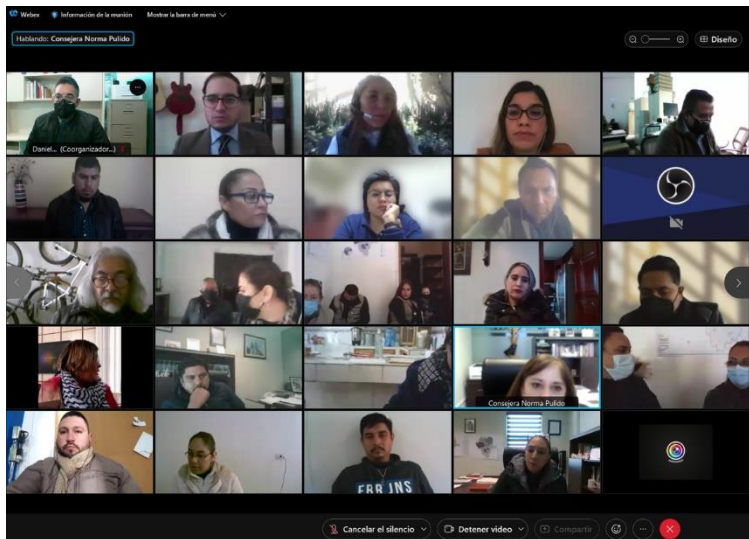 Webex Información de la reunión Mostrar la barra de menú
Hablando: Consejera Norma Pulido
Diseño
Daniel... (Coorganizador...)
Consejera Norma Pulido
Cancelar el silencio Detener video Compartir